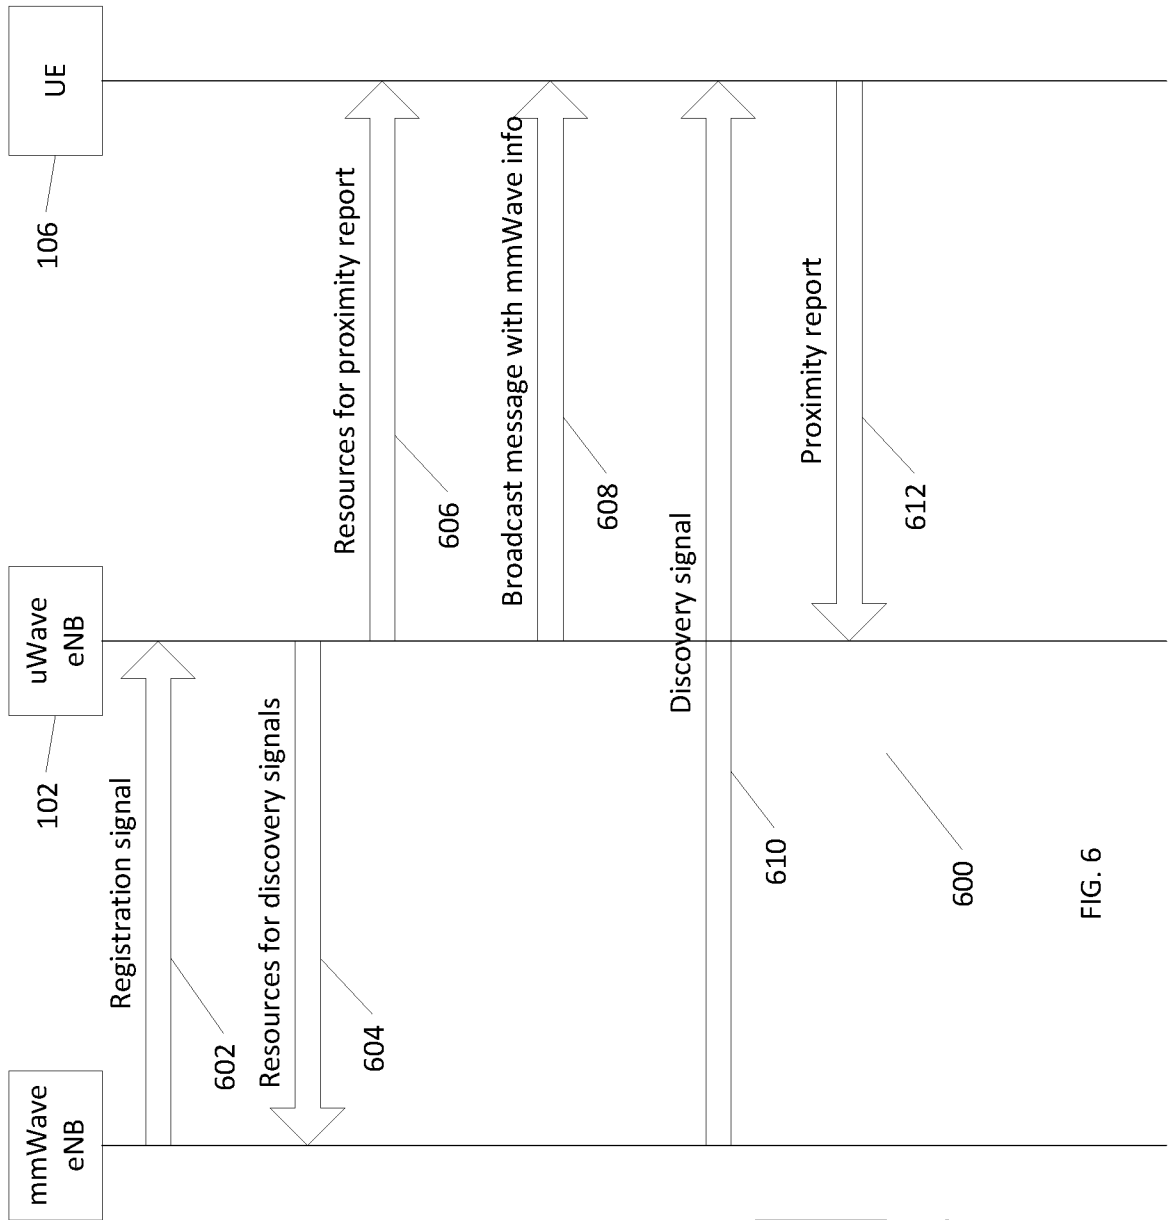 mmWave
eNB
uWave
eNB
102
UE
106
Registration signal
602
Resources for discovery signals
604
Resources for proximity report
606
Broadcast message with mmWave info
608
Discovery signal
610
Proximity report
612
600
FIG. 6